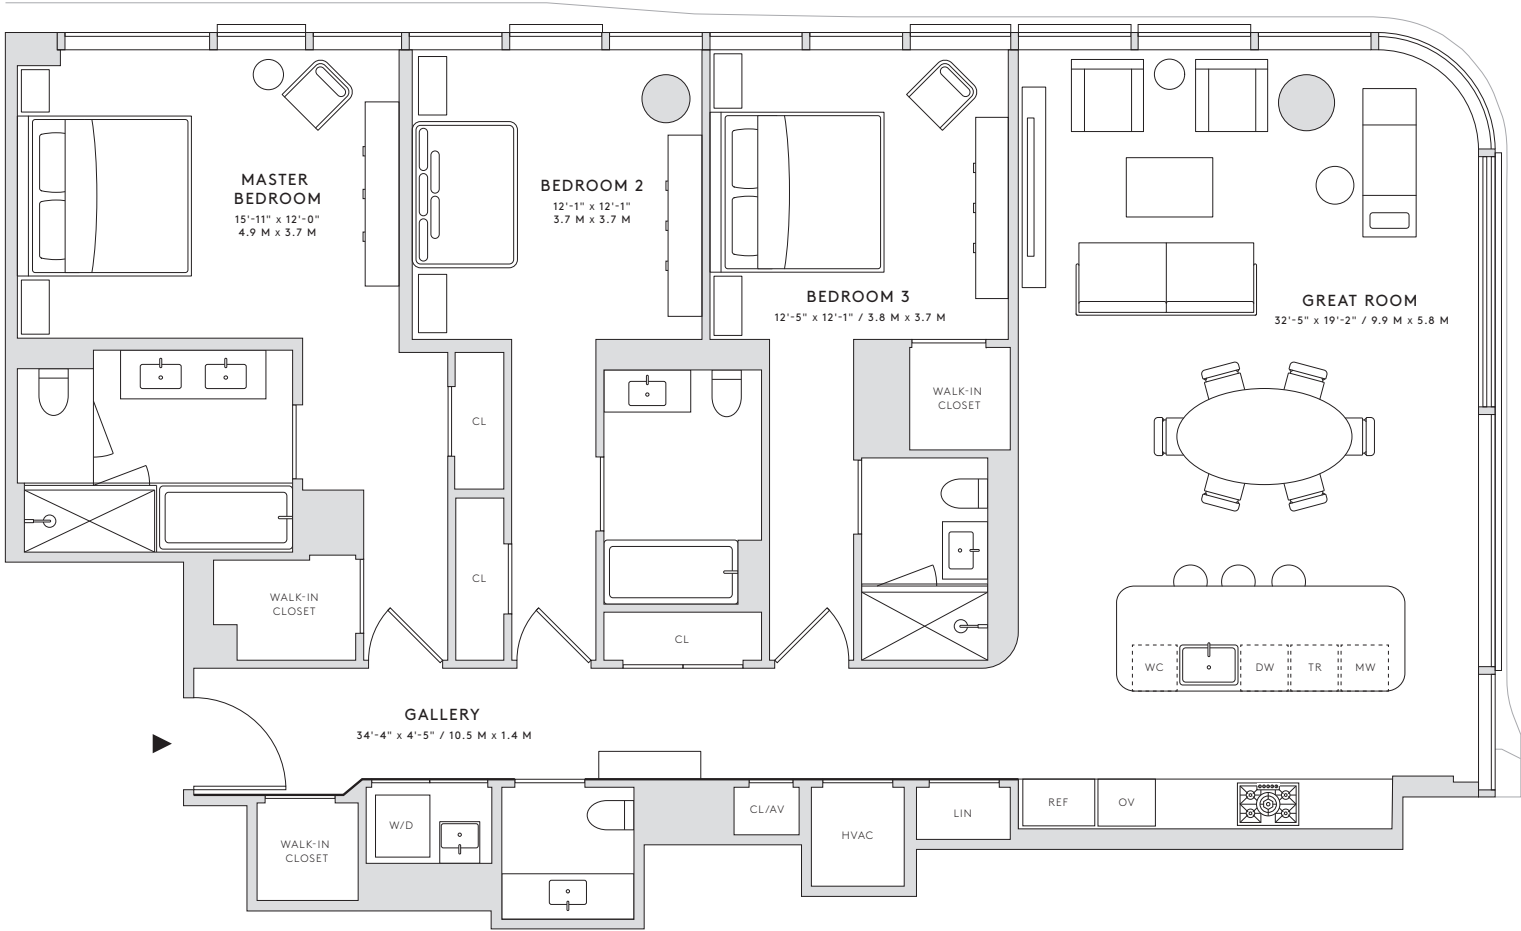 MASTER
BEDROOM
15'-11" x 12'-0"
4.9 M x 3.7 M
BEDROOM 2
12'-1" x 12'-1"
3.7 M x 3.7 M
BEDROOM 3
12'-5" x 12'-1" / 3.8 M x 3.7 M
GREAT ROOM
32'-5" x 19'-2" / 9.9 M x 5.8 M
WALK-IN
CLOSET
CL
CL
WALK-IN
CLOSET
CL
WC
DW
TR
MW
GALLERY
34'-4" x 4'-5" / 10.5 M x 1.4 M
WALK-IN
CLOSET
W/D
CL/AV
HVAC
LIN
REF
OV